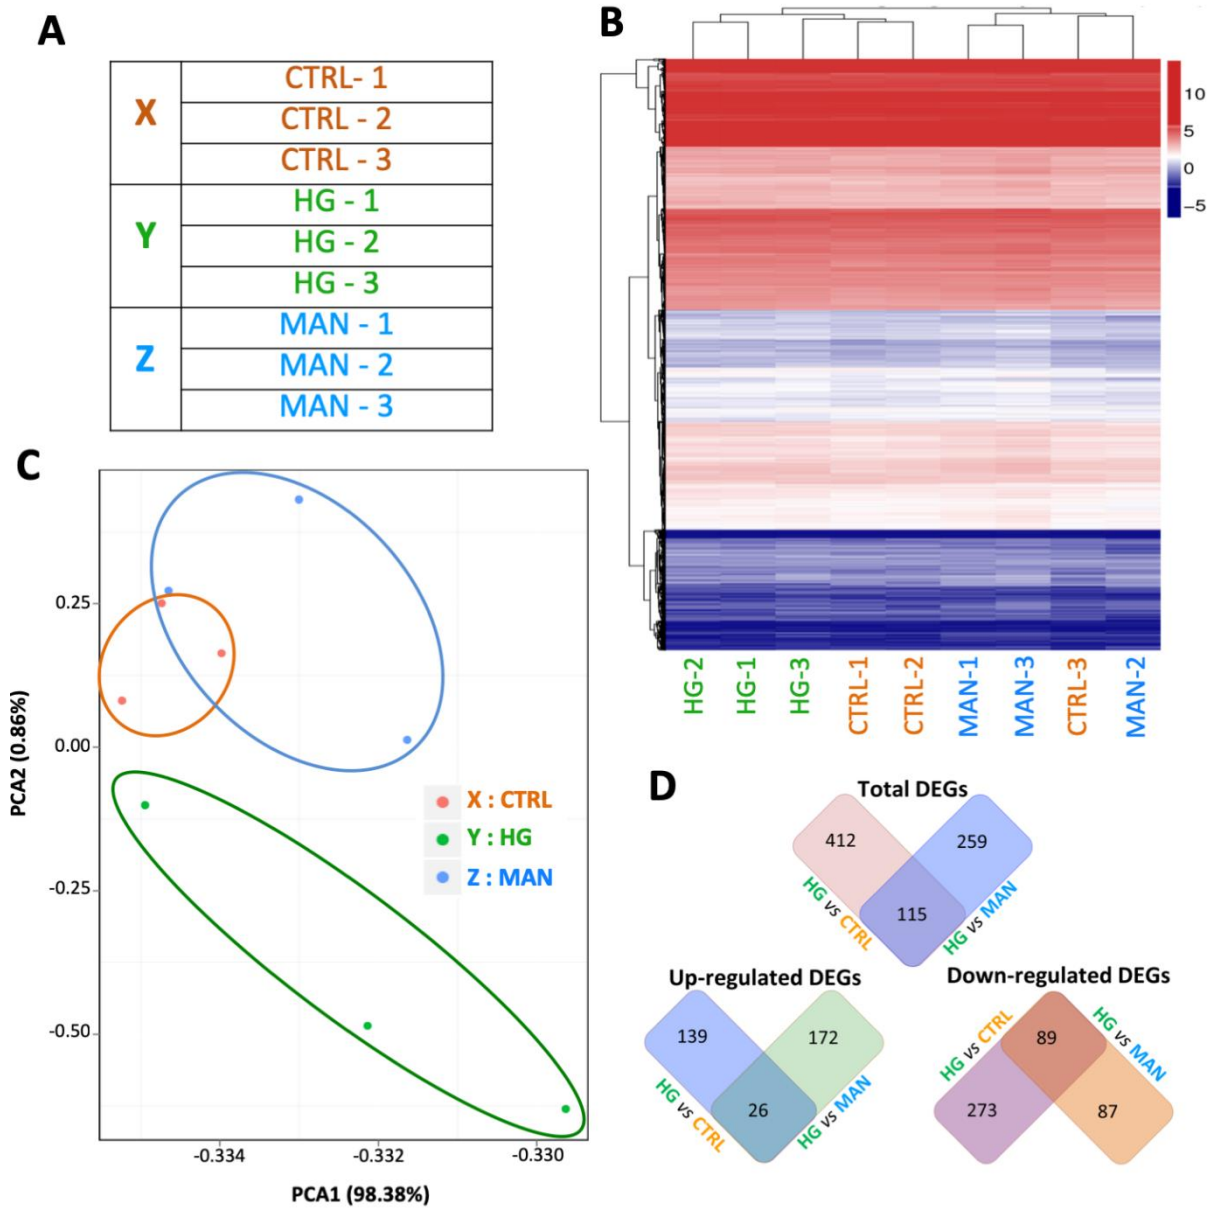 A
X
CTRL- 1
CTRL - 2
CTRL - 3
Y
HG - 1
HG - 2
HG - 3
Z
MAN - 1
MAN - 2
MAN - 3
B
10
5
0
−5
HG-2
HG-1
HG-3
CTRL-1
CTRL-2
MAN-1
MAN-3
CTRL-3
MAN-2
C
PCA2 (0.86%)
0.25
0.00
-0.25
-0.50
X : CTRL
Y : HG
Z : MAN
-0.334
-0.332
-0.330
PCA1 (98.38%)
D
Total DEGs
412
259
115
HG vs CTRL
HG vs MAN
Up-regulated DEGs
139
172
26
HG vs CTRL
HG vs MAN
Down-regulated DEGs
HG vs CTRL
HG vs MAN
89
273
87